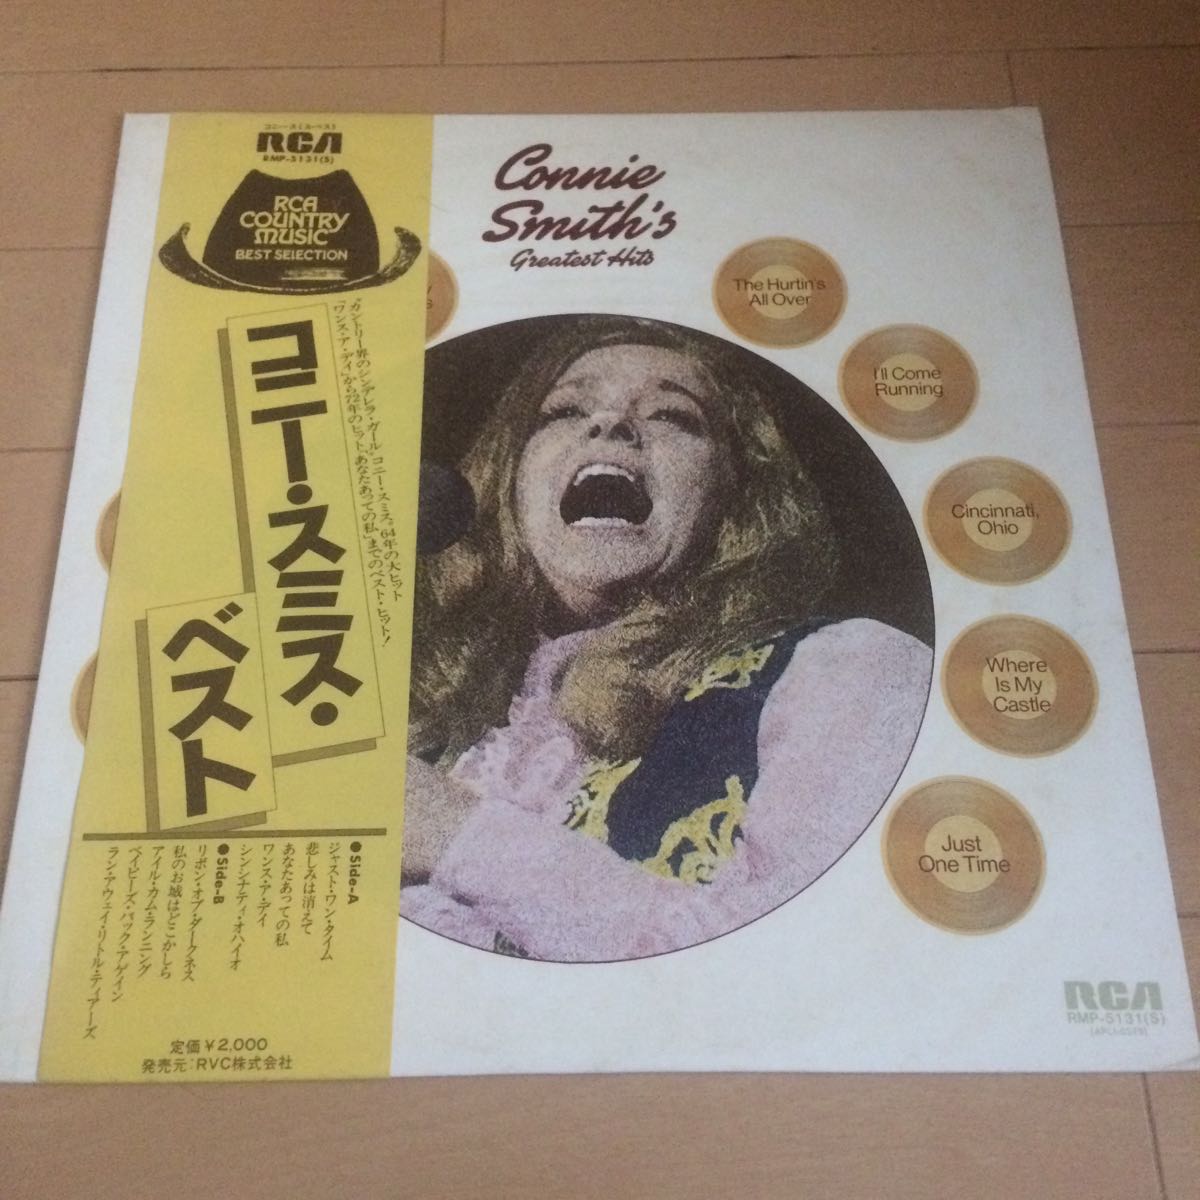 コニー・スミス・ベスト
RCA
RMP-5131(S)
RCA
COUNTRY
MUSIC
BEST SELECTION
"カントリー界のシンデレラ・ガール"コニー・スミス。'64年の大ヒット
「ワンス・ア・デイ」から'72年のヒット、「あなたあっての私」までのベスト・ヒット!
コニー・スミス・
ベスト
●Side-A
ジャスト・ワン・タイム
悲しみは消えて
あなたあっての私
ワンス・ア・デイ
シンシナティ・オハイオ
●Side-B
リボン・オブ・ダークネス
私のお城はどこかしら
アイル・カム・ランニング
ベイビーズ・バック・アゲイン
ラン・アウェイ・リトル・ティアーズ
定価￥2,000
発売元:RVC株式会社
Connie
Smith's
Greatest Hits
The Hurtin's
All Over
I'll Come
Running
Cincinnati,
Ohio
Where
Is My
Castle
Just
One Time
RCA
RMP-5131(S)